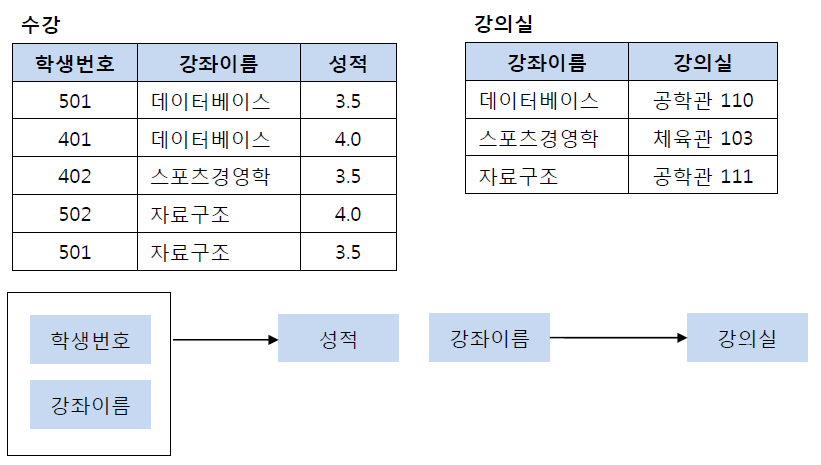 수강
학생번호 강좌이름 성적
501 데이터베이스 3.5
401 데이터베이스 4.0
402 스포츠경영학 3.5
502 자료구조 4.0
501 자료구조 3.5
강의실
강좌이름 강의실
데이터베이스 공학관 110
스포츠경영학 체육관 103
자료구조 공학관 111
학생번호
강좌이름
성적
강좌이름
강의실